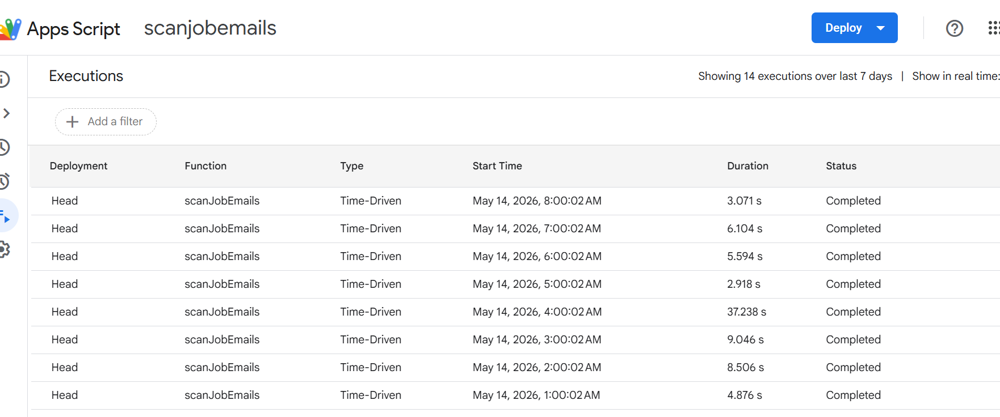 Apps Script scanjobemails Deploy
Executions Showing 14 executions over last 7 days | Show in real time:
Add a filter
Deployment Function Type Start Time Duration Status
Head scanJobEmails Time-Driven May 14, 2026, 8:00:02 AM 3.071 s Completed
Head scanJobEmails Time-Driven May 14, 2026, 7:00:02 AM 6.104 s Completed
Head scanJobEmails Time-Driven May 14, 2026, 6:00:02 AM 5.594 s Completed
Head scanJobEmails Time-Driven May 14, 2026, 5:00:02 AM 2.918 s Completed
Head scanJobEmails Time-Driven May 14, 2026, 4:00:02 AM 37.238 s Completed
Head scanJobEmails Time-Driven May 14, 2026, 3:00:02 AM 9.046 s Completed
Head scanJobEmails Time-Driven May 14, 2026, 2:00:02 AM 8.506 s Completed
Head scanJobEmails Time-Driven May 14, 2026, 1:00:02 AM 4.876 s Completed